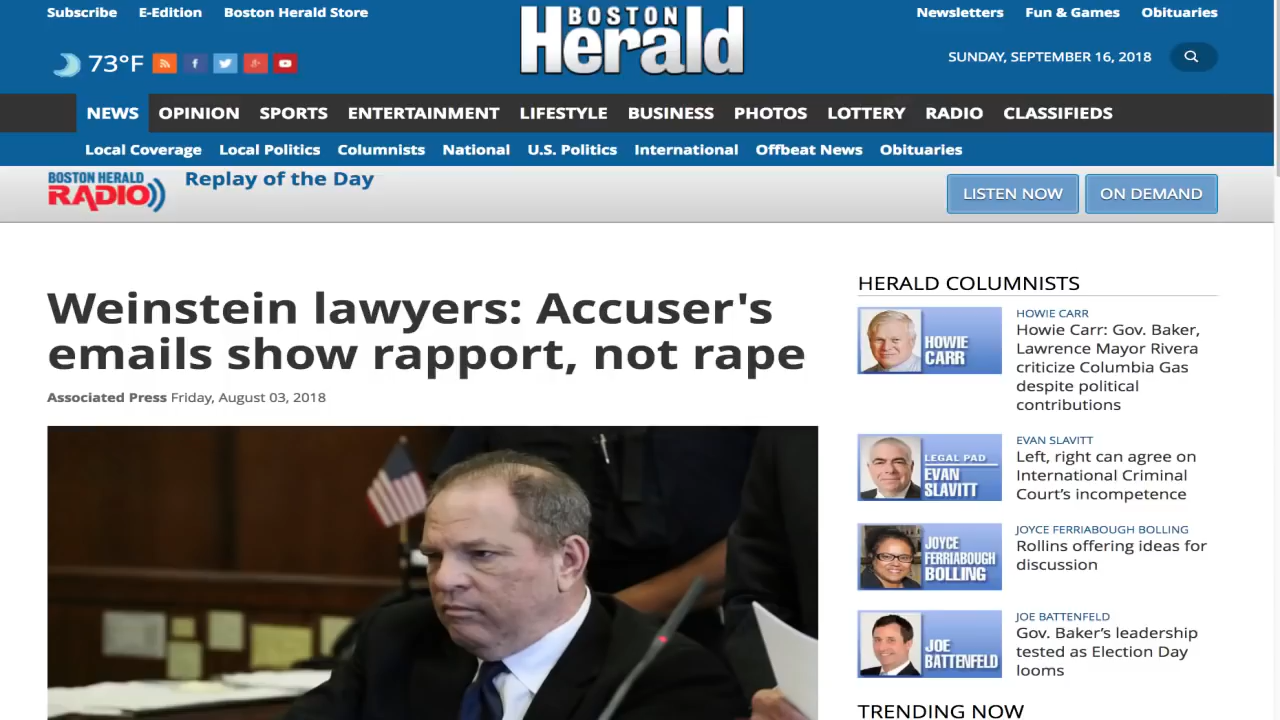 Subscribe E-Edition Boston Herald Store
Newsletters Fun & Games Obituaries
BOSTON
Herald
73°F
SUNDAY, SEPTEMBER 16, 2018
NEWS OPINION SPORTS ENTERTAINMENT LIFESTYLE BUSINESS PHOTOS LOTTERY RADIO CLASSIFIEDS
Local Coverage Local Politics Columnists National U.S. Politics International Offbeat News Obituaries
BOSTON HERALD
RADIO
Replay of the Day
LISTEN NOW ON DEMAND
Weinstein lawyers: Accuser's
emails show rapport, not rape
Associated Press Friday, August 03, 2018
HERALD COLUMNISTS
HOWIE
CARR
HOWIE CARR
Howie Carr: Gov. Baker,
Lawrence Mayor Rivera
criticize Columbia Gas
despite political
contributions
LEGAL PAD
EVAN
SLAVITT
EVAN SLAVITT
Left, right can agree on
International Criminal
Court’s incompetence
JOYCE
FERRIABOUGH
BOLLING
JOYCE FERRIABOUGH BOLLING
Rollins offering ideas for
discussion
JOE
BATTENFELD
JOE BATTENFELD
Gov. Baker’s leadership
tested as Election Day
looms
TRENDING NOW